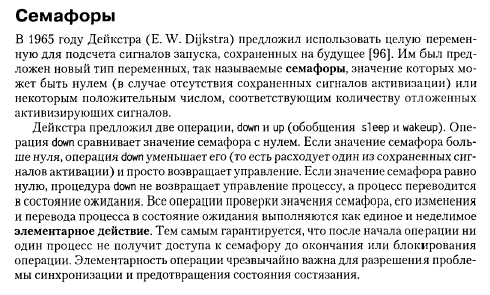 Семафоры
В 1965 году Дейкстра (E. W. Dijkstra) предложил использовать целую перемен-
ную для подсчета сигналов запуска, сохраненных на будущее [96]. Им был пред-
ложен новый тип переменных, так называемые семафоры, значение которых мо-
жет быть нулем (в случае отсутствия сохраненных сигналов активизации) или
некоторым положительным числом, соответствующим количеству отложенных
активизирующих сигналов.
Дейкстра предложил две операции, down и up (обобщения sleep и wakeup). Опе-
рация down сравнивает значение семафора с нулем. Если значение семафора боль-
ше нуля, операция down уменьшает его (то есть расходует один из сохраненных сиг-
налов активации) и просто возвращает управление. Если значение семафора равно
нулю, процедура down не возвращает управление процессу, а процесс переводится
в состояние ожидания. Все операции проверки значения семафора, его изменения
и перевода процесса в состояние ожидания выполняются как единое и неделимое
элементарное действие. Тем самым гарантируется, что после начала операции ни
один процесс не получит доступа к семафору до окончания или блокирования
операции. Элементарность операции чрезвычайно важна для разрешения пробле-
мы синхронизации и предотвращения состояния состязания.